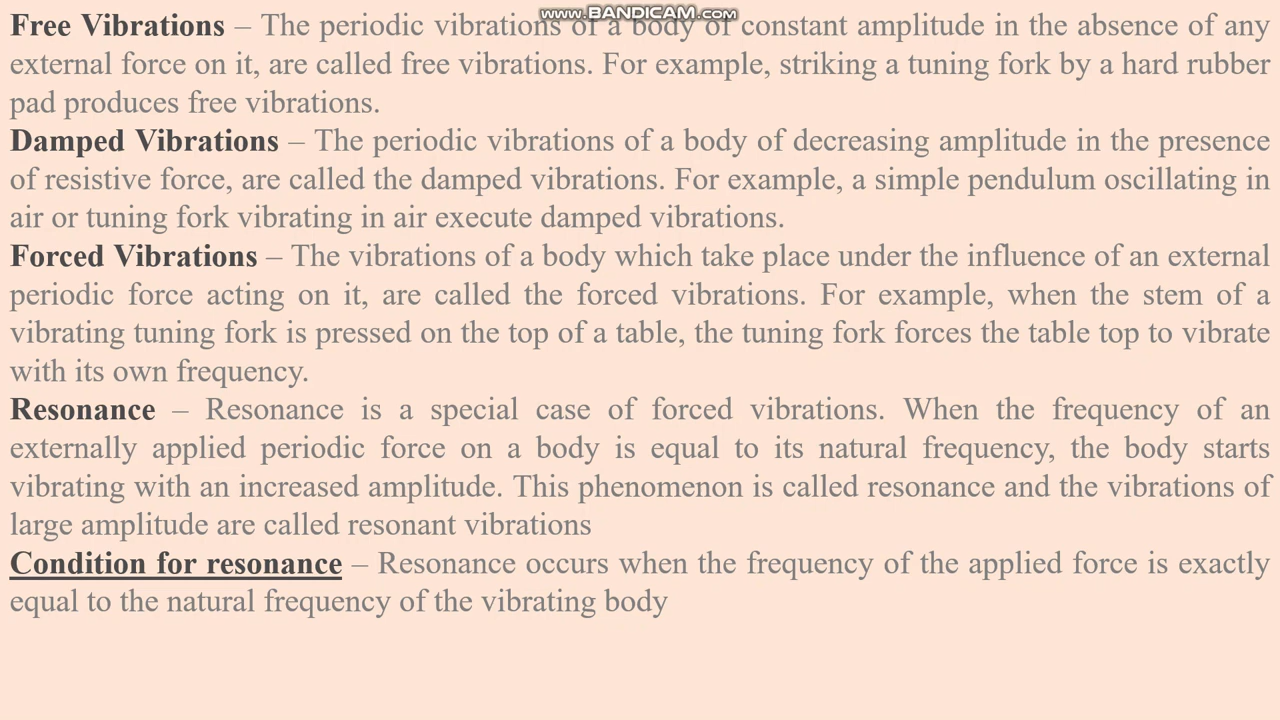 www.BANDICAM.com
Free Vibrations – The periodic vibrations of a body of constant amplitude in the absence of any
external force on it, are called free vibrations. For example, striking a tuning fork by a hard rubber
pad produces free vibrations.
Damped Vibrations – The periodic vibrations of a body of decreasing amplitude in the presence
of resistive force, are called the damped vibrations. For example, a simple pendulum oscillating in
air or tuning fork vibrating in air execute damped vibrations.
Forced Vibrations – The vibrations of a body which take place under the influence of an external
periodic force acting on it, are called the forced vibrations. For example, when the stem of a
vibrating tuning fork is pressed on the top of a table, the tuning fork forces the table top to vibrate
with its own frequency.
Resonance – Resonance is a special case of forced vibrations. When the frequency of an
externally applied periodic force on a body is equal to its natural frequency, the body starts
vibrating with an increased amplitude. This phenomenon is called resonance and the vibrations of
large amplitude are called resonant vibrations
Condition for resonance – Resonance occurs when the frequency of the applied force is exactly
equal to the natural frequency of the vibrating body